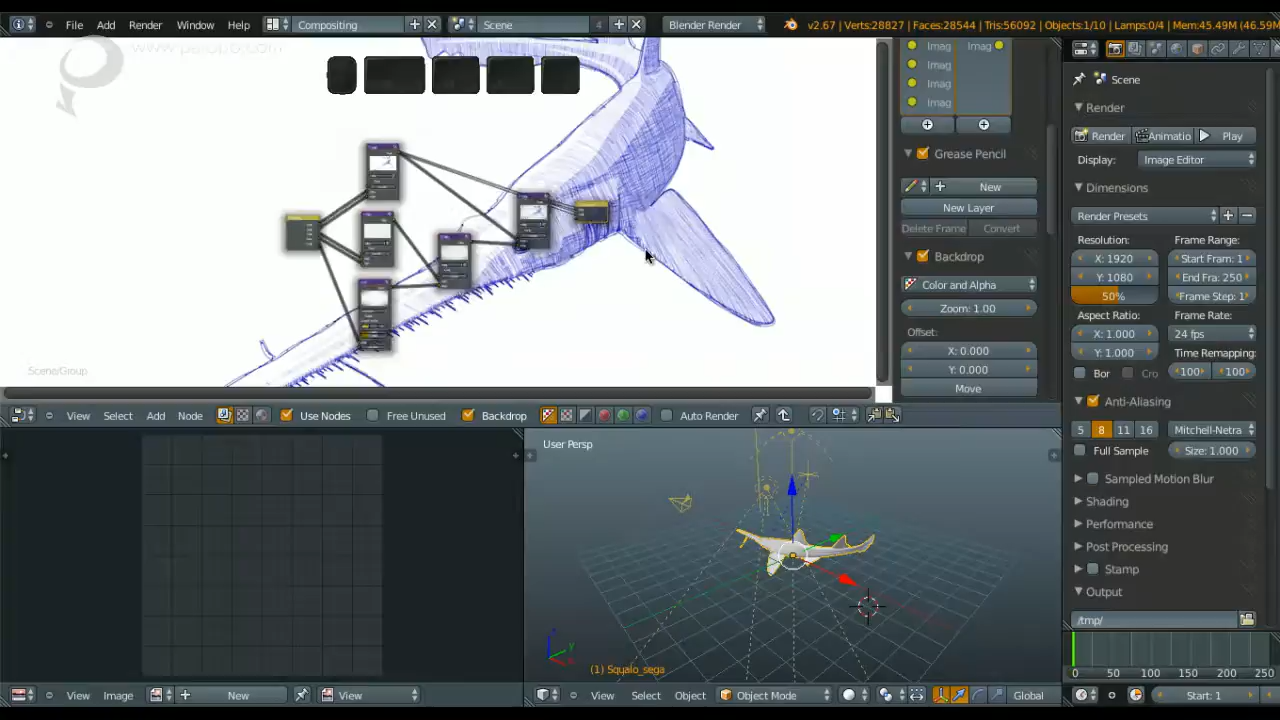 File Add Render Window Help Compositing Scene 4 Blender Render v2.67 | Verts:28827 | Faces:28544 | Tris:56092 | Objects:1/10 | Lamps:0/4 | Mem:45.49M (46.59M
Imag Imag
Imag
Imag
Imag
Grease Pencil
New
New Layer
Delete Frame Convert
Backdrop
Color and Alpha
Zoom: 1.00
Offset:
X: 0.000
Y: 0.000
Move
Scene/Group
View Select Add Node Use Nodes Free Unused Backdrop Auto Render
User Persp
(1) Squalo_sega
View Image New View
View Select Object Object Mode Global
Scene
Render
Render Animatio Play
Display: Image Editor
Dimensions
Render Presets
Resolution: Frame Range:
X: 1920 Start Fram: 1
Y: 1080 End Fra: 250
50% Frame Step: 1
Aspect Ratio: Frame Rate:
X: 1.000 24 fps
Y: 1.000 Time Remapping:
Bor Cro 100 100
Anti-Aliasing
5 8 11 16 Mitchell-Netra
Full Sample Size: 1.000
Sampled Motion Blur
Shading
Performance
Post Processing
Stamp
Output
/tmp/
0 50 100 150 200 250
Start: 1